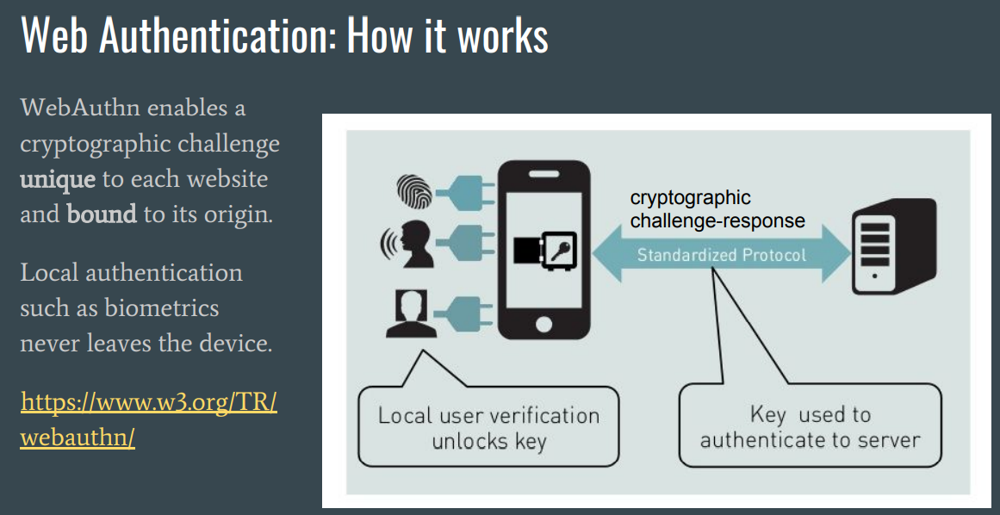 Web Authentication: How it works
WebAuthn enables a
cryptographic challenge
unique to each website
and bound to its origin.
Local authentication
such as biometrics
never leaves the device.
https://www.w3.org/TR/
webauthn/
cryptographic
challenge-response
Standardized Protocol
Local user verification
unlocks key
Key used to
authenticate to server